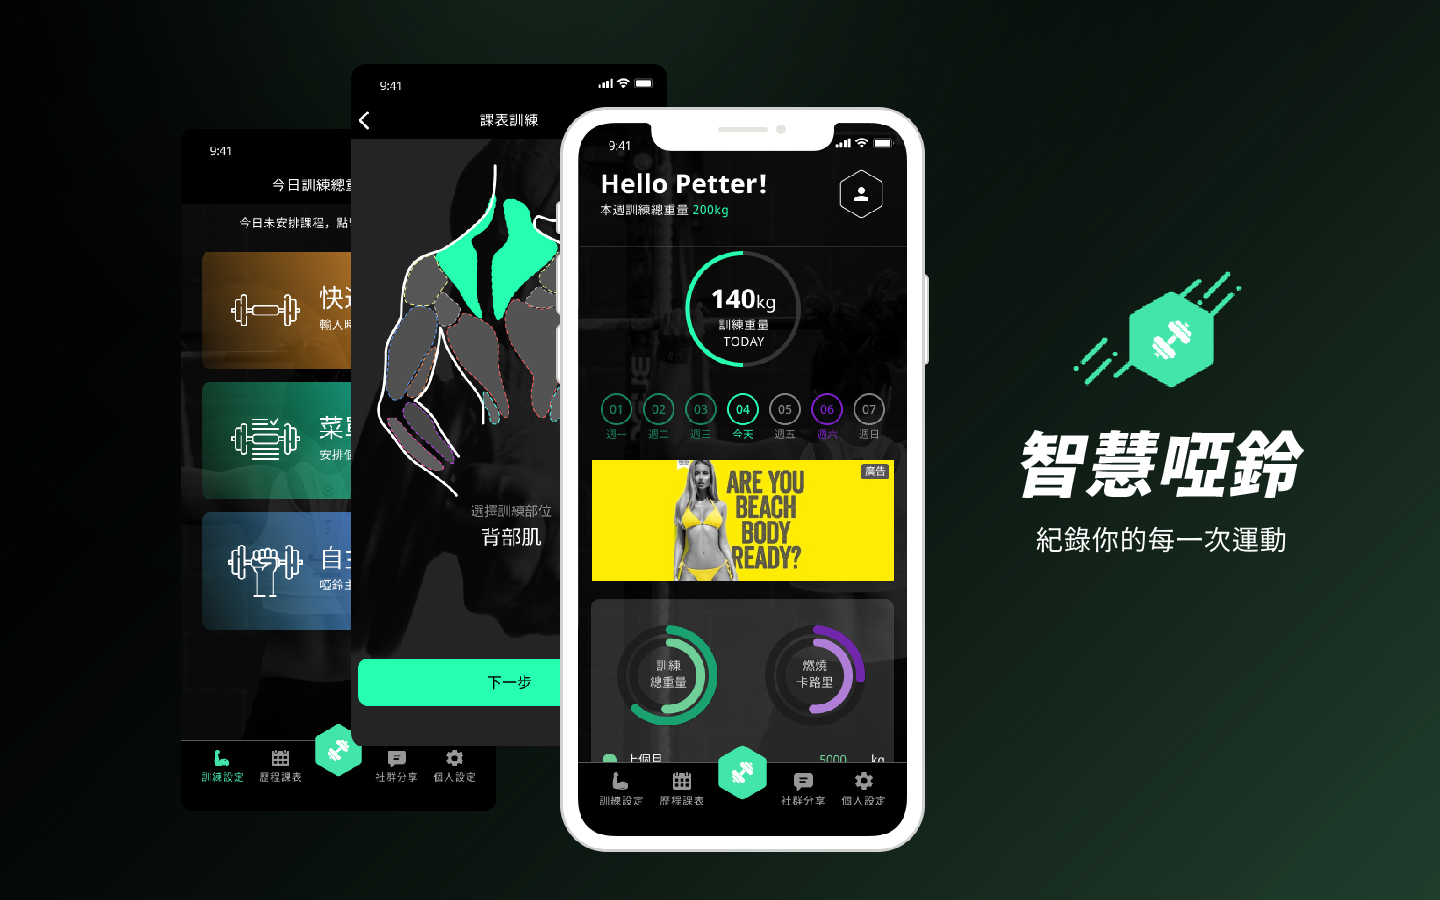 9:41
今日訓練總重
今日未安排課程，點
快
輸入
菜單
安排個
自主
啞鈴主
訓練設定
歷程課表
社群分享
個人設定
9:41
課表訓練
選擇訓練部位
背部肌
下一步
9:41
Hello Petter!
本週訓練總重量 200kg
140kg
訓練重量
TODAY
01 02 03 04 05 06 07
週一 週二 週三 今天 週五 週六 週日
廣告
ARE YOU
BEACH
BODY
READY?
訓練
總重量
燃燒
卡路里
上個月 5000 kg
訓練設定
歷程課表
社群分享
個人設定
智慧啞鈴
紀錄你的每一次運動